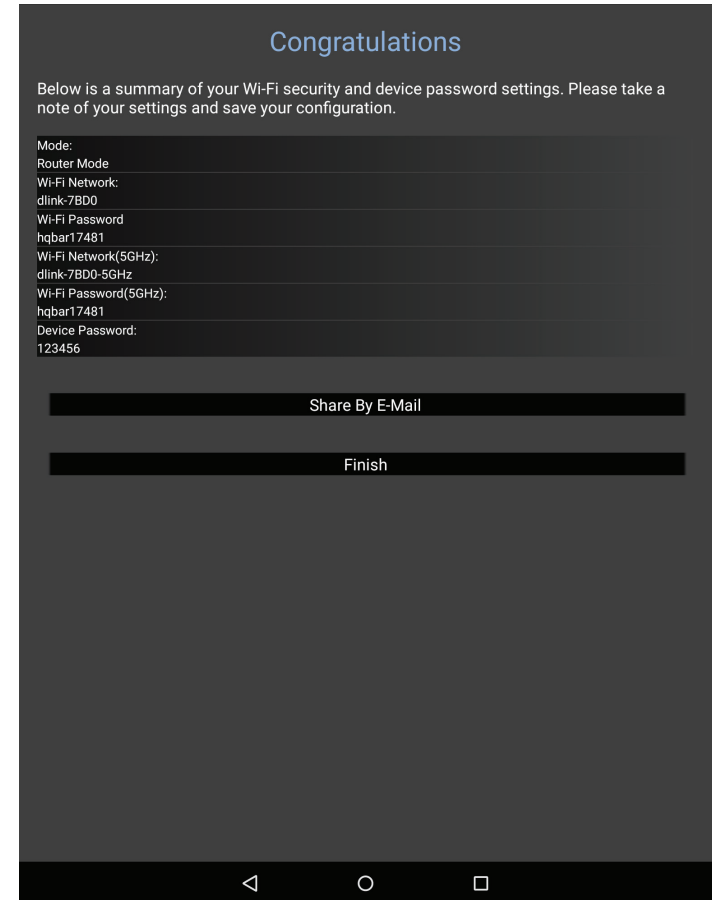 Congratulations
Below is a summary of your Wi-Fi security and device password settings. Please take a
note of your settings and save your configuration.
Mode:
Router Mode
Wi-Fi Network:
dlink-7BD0
Wi-Fi Password
hqbar17481
Wi-Fi Network(5GHz):
dlink-7BD0-5GHz
Wi-Fi Password(5GHz):
hqbar17481
Device Password:
123456
Share By E-Mail
Finish